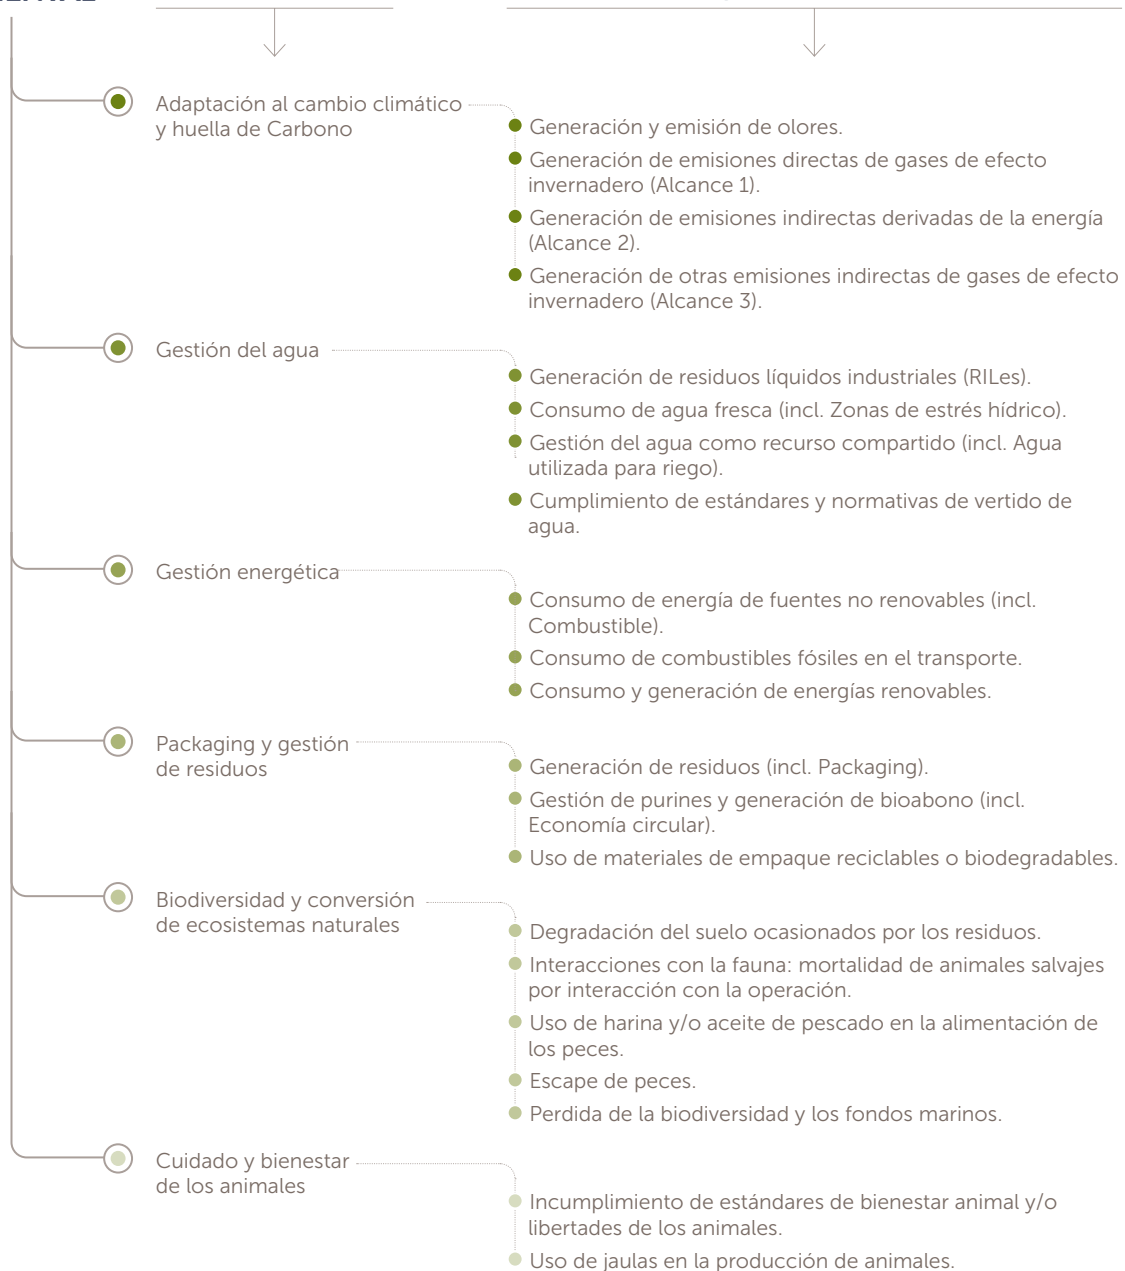 Adaptación al cambio climático
y huella de Carbono
Generación y emisión de olores.
Generación de emisiones directas de gases de efecto
invernadero (Alcance 1).
Generación de emisiones indirectas derivadas de la energía
(Alcance 2).
Generación de otras emisiones indirectas de gases de efecto
invernadero (Alcance 3).
Gestión del agua
Generación de residuos líquidos industriales (RILes).
Consumo de agua fresca (incl. Zonas de estrés hídrico).
Gestión del agua como recurso compartido (incl. Agua
utilizada para riego).
Cumplimiento de estándares y normativas de vertido de
agua.
Gestión energética
Consumo de energía de fuentes no renovables (incl.
Combustible).
Consumo de combustibles fósiles en el transporte.
Consumo y generación de energías renovables.
Packaging y gestión
de residuos
Generación de residuos (incl. Packaging).
Gestión de purines y generación de bioabono (incl.
Economía circular).
Uso de materiales de empaque reciclables o biodegradables.
Biodiversidad y conversión
de ecosistemas naturales
Degradación del suelo ocasionados por los residuos.
Interacciones con la fauna: mortalidad de animales salvajes
por interacción con la operación.
Uso de harina y/o aceite de pescado en la alimentación de
los peces.
Escape de peces.
Perdida de la biodiversidad y los fondos marinos.
Cuidado y bienestar
de los animales
Incumplimiento de estándares de bienestar animal y/o
libertades de los animales.
Uso de jaulas en la producción de animales.